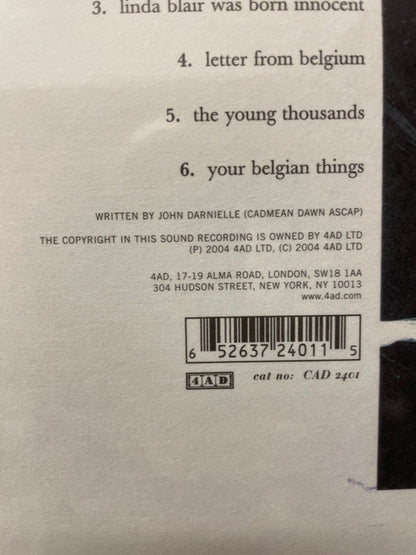 3. linda blair was born innocent
4. letter from belgium
5. the young thousands
6. your belgian things
WRITTEN BY JOHN DARNIELLE (CADMEAN DAWN ASCAP)
THE COPYRIGHT IN THIS SOUND RECORDING IS OWNED BY 4AD LTD
(P) 2004 4AD LTD, (C) 2004 4AD LTD
4AD, 17-19 ALMA ROAD, LONDON, SW18 1AA
304 HUDSON STREET, NEW YORK, NY 10013
www.4ad.com
6 52637 24011 5
4AD cat no: CAD 2401